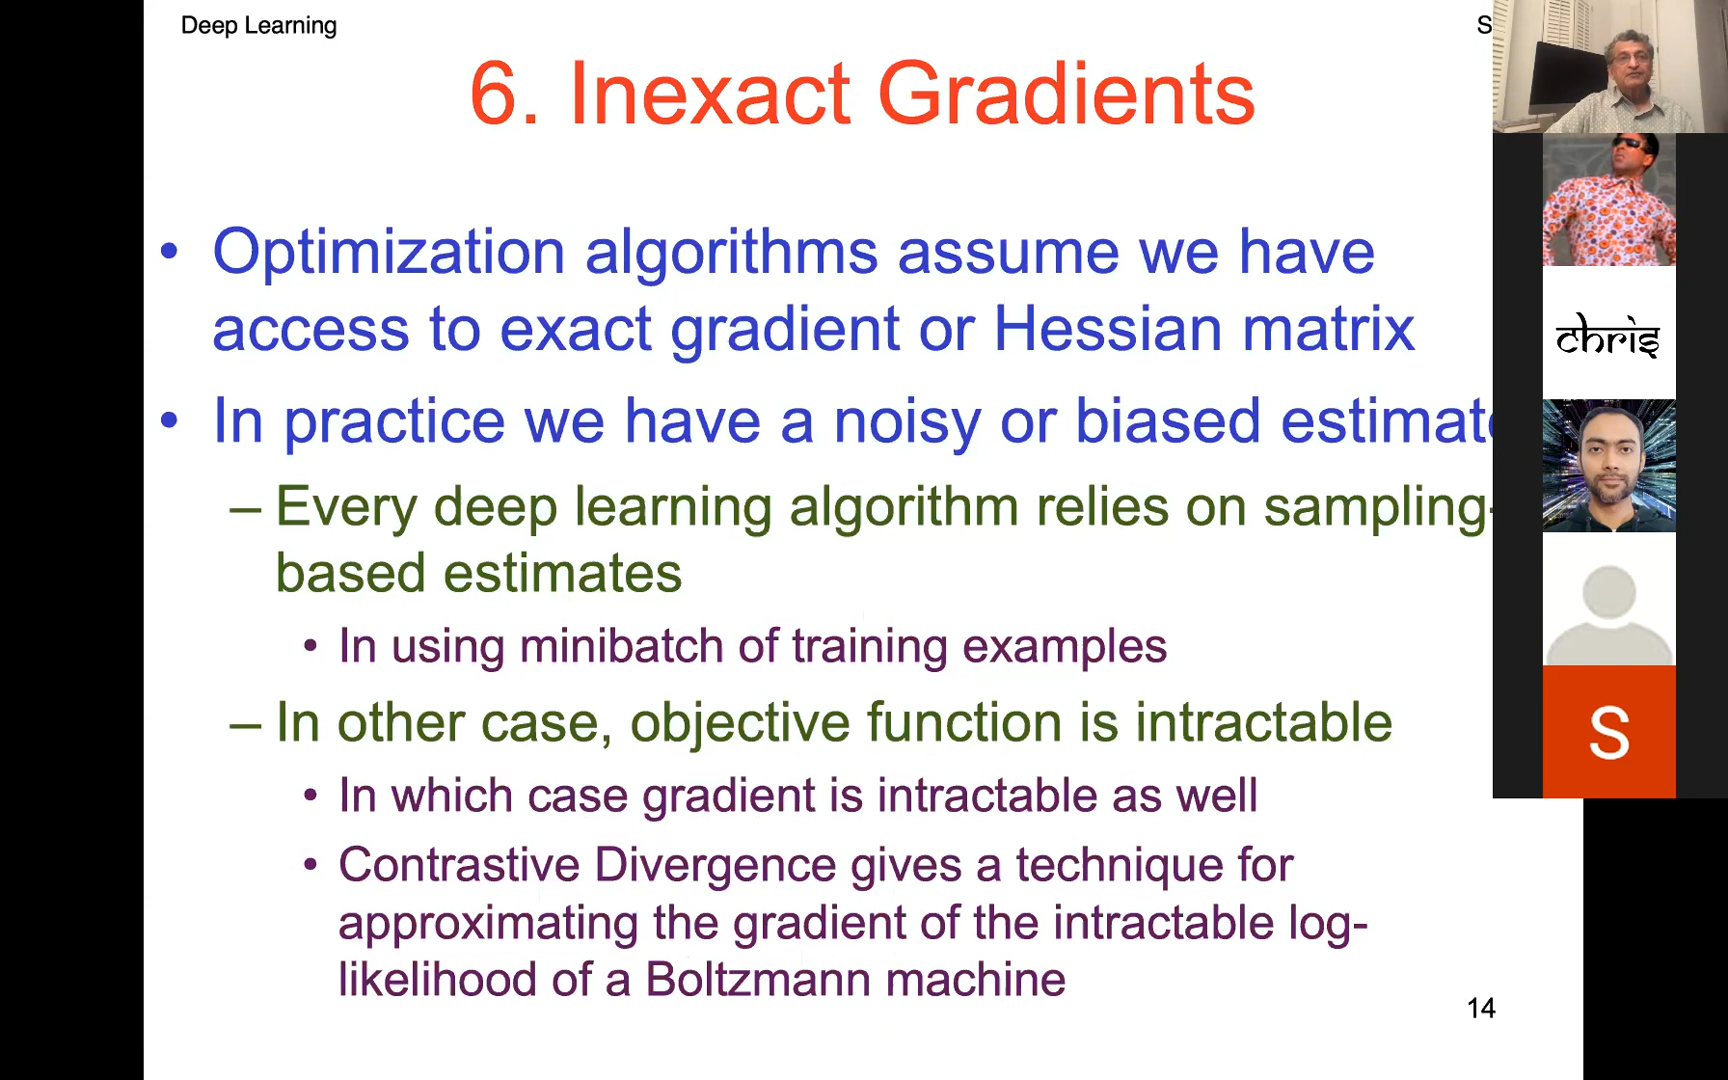 Deep Learning
S
6. Inexact Gradients
• Optimization algorithms assume we have
access to exact gradient or Hessian matrix
• In practice we have a noisy or biased estimate
– Every deep learning algorithm relies on sampling-
based estimates
• In using minibatch of training examples
– In other case, objective function is intractable
• In which case gradient is intractable as well
• Contrastive Divergence gives a technique for
approximating the gradient of the intractable log-
likelihood of a Boltzmann machine
14
chris
S